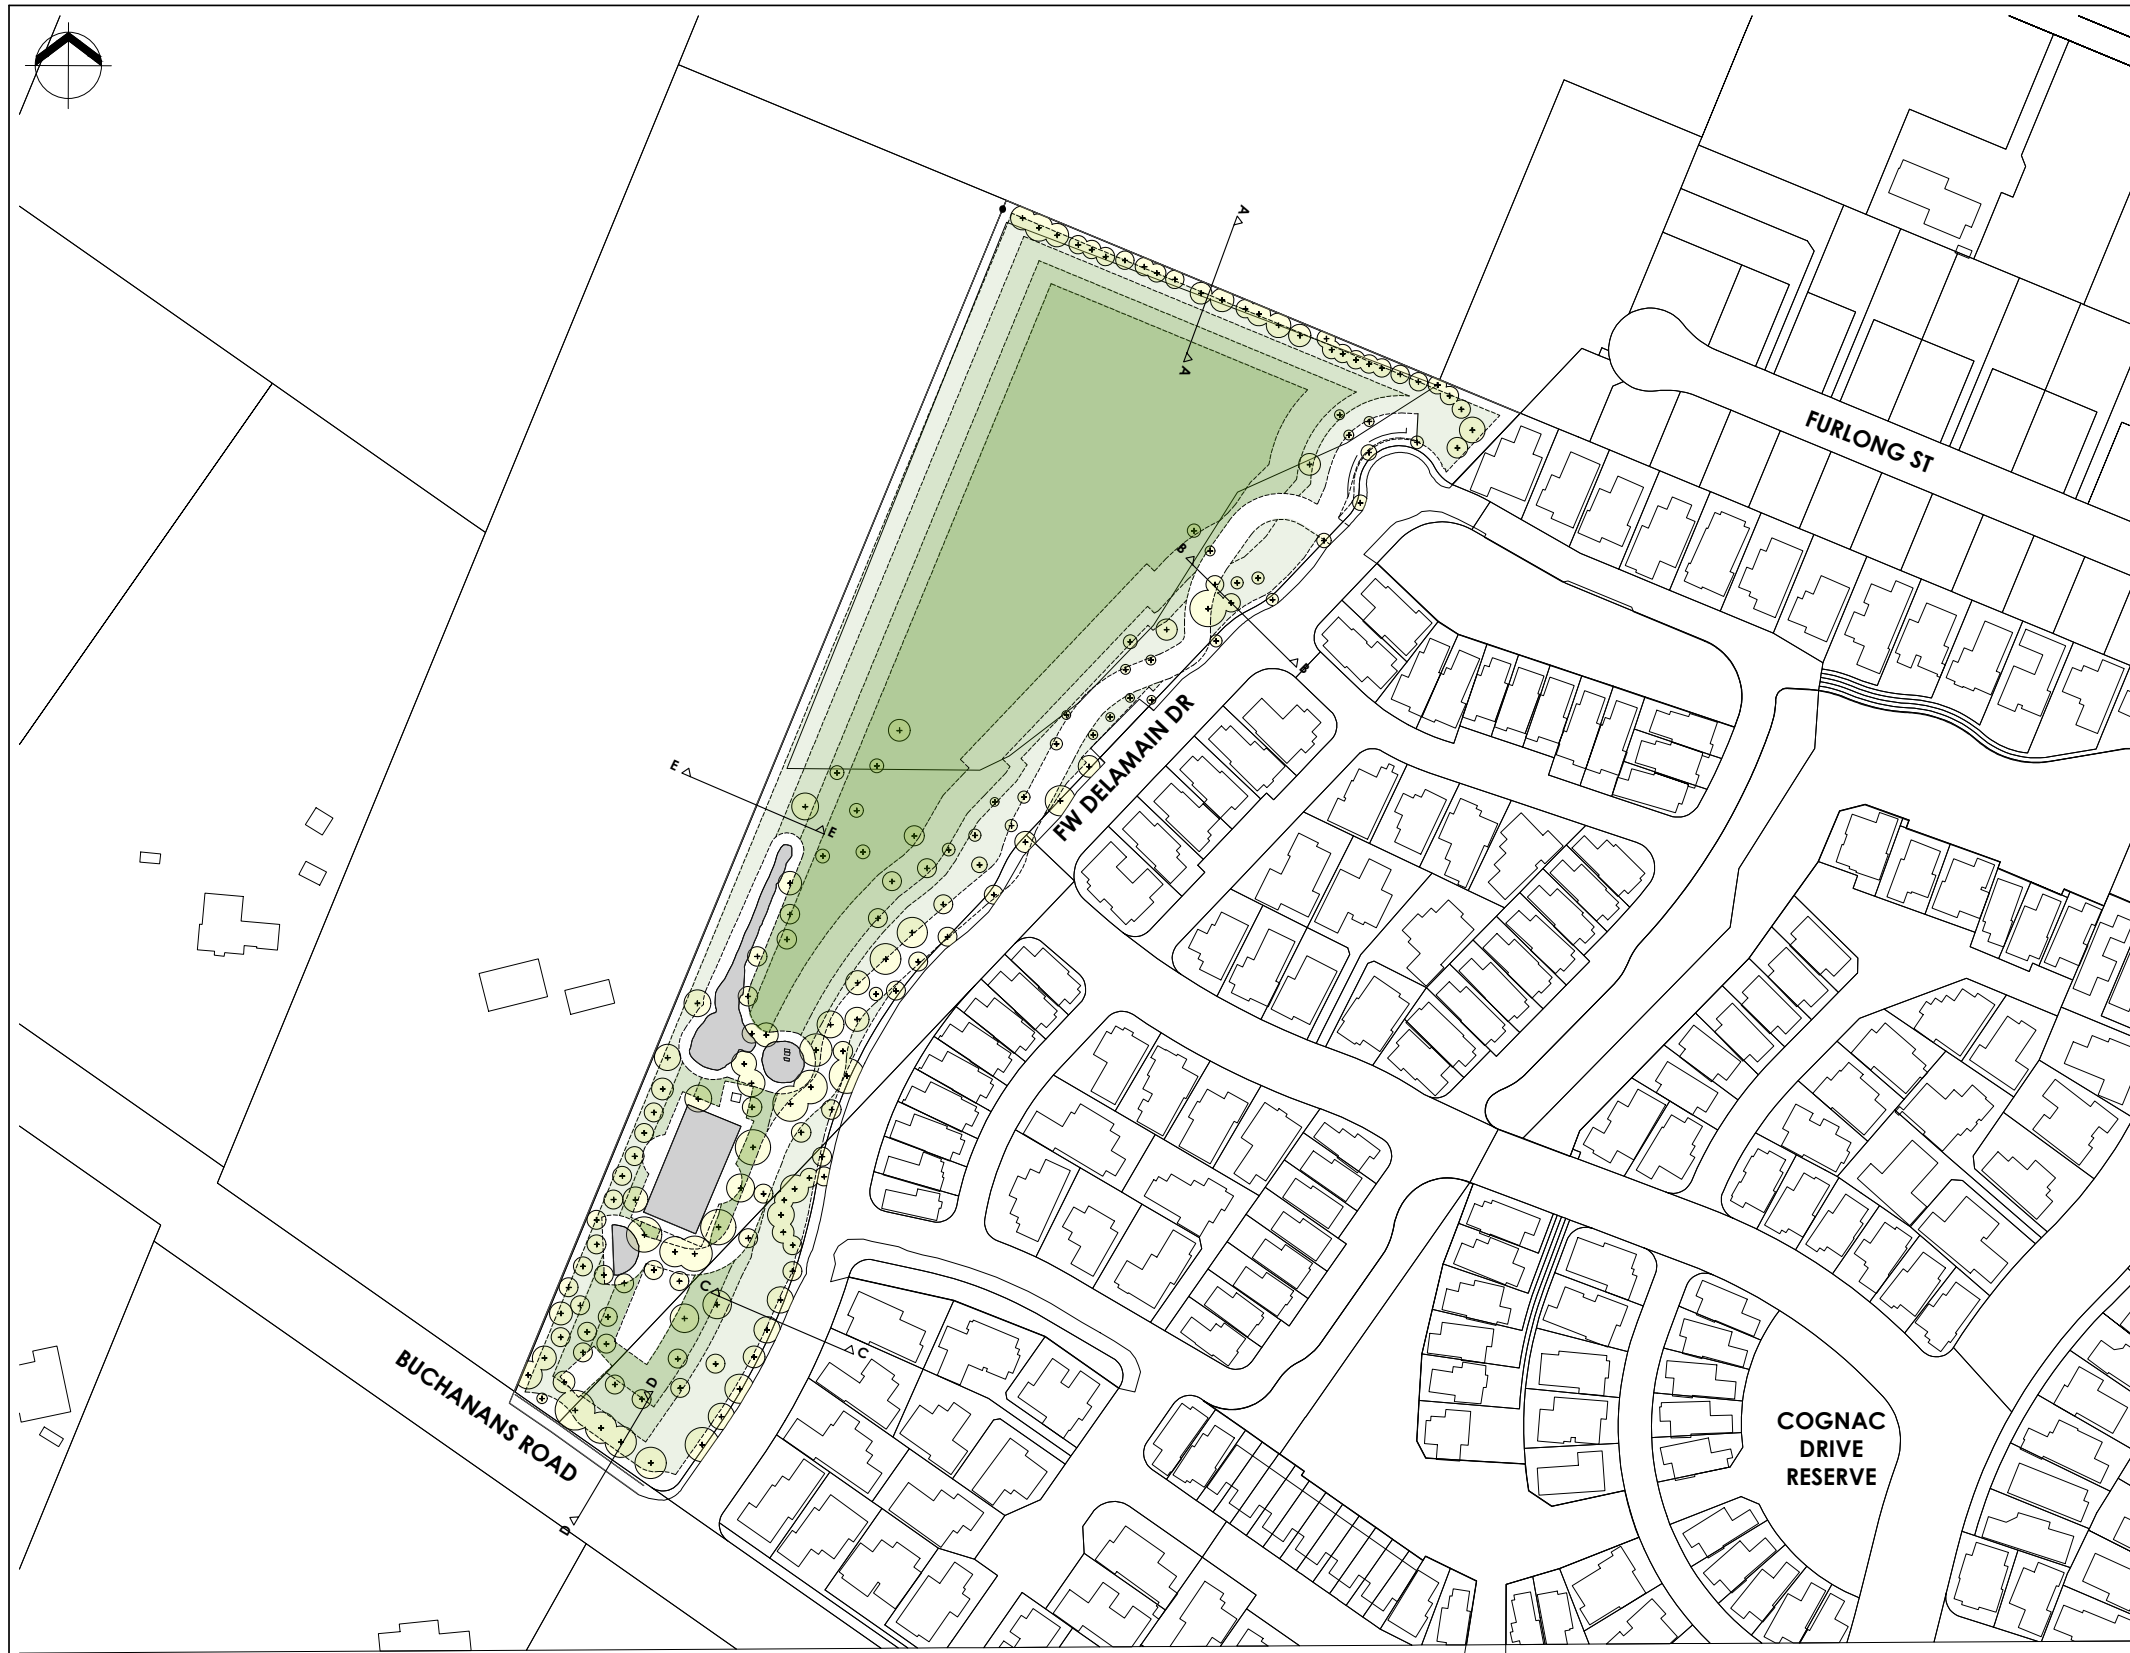 A
A
FURLONG ST
B
B
FW DELAMAIN DR
E
E
C
C
D
D
BUCHANANS ROAD
COGNAC
DRIVE
RESERVE